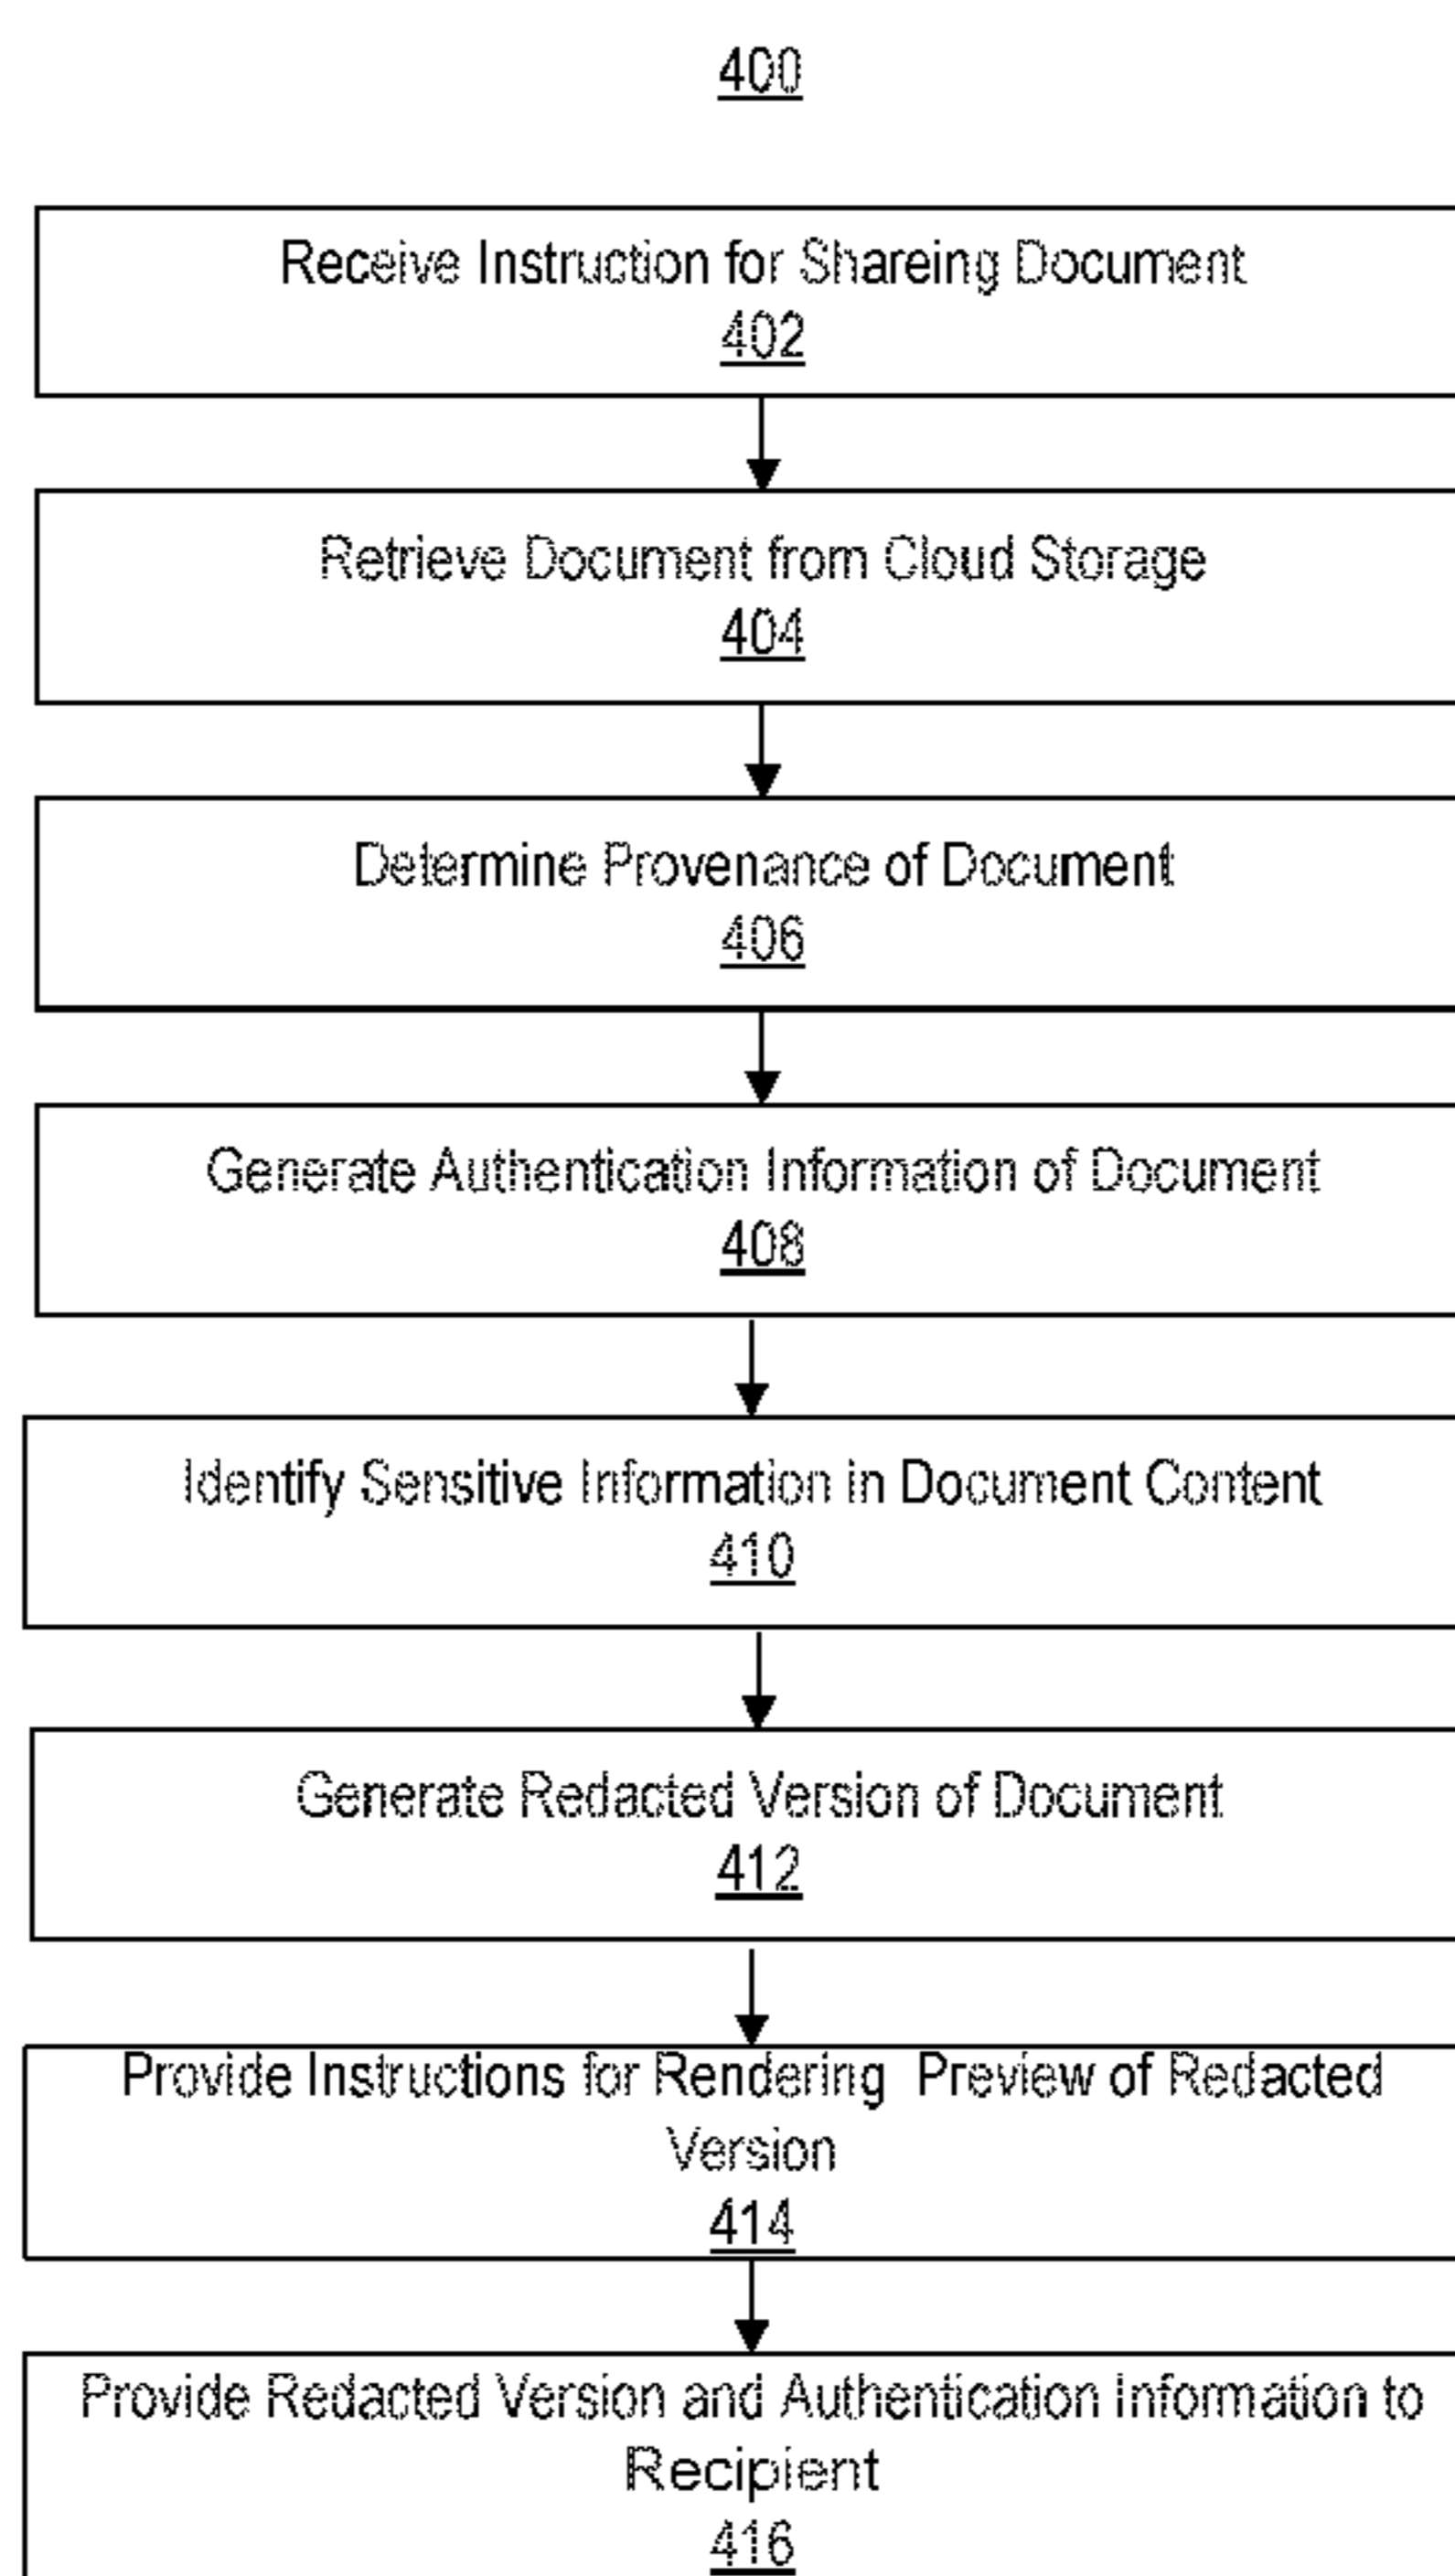 400
Receive Instruction for Shareing Document
402
Retrieve Document from Cloud Storage
404
Determine Provenance of Document
406
Generate Authentication Information of Document
408
Identify Sensitive Information in Document Content
410
Generate Redacted Version of Document
412
Provide Instructions for Rendering Preview of Redacted
Version
414
Provide Redacted Version and Authentication Information to
Recipient
416